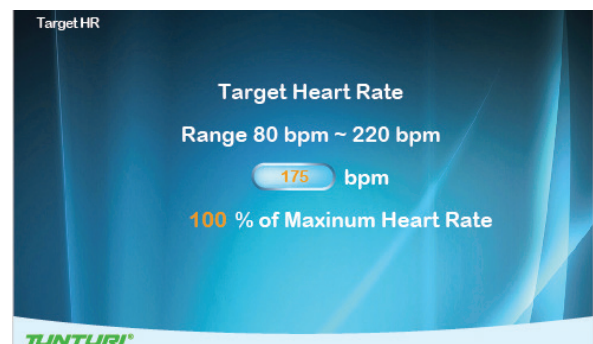 Target HR
Target Heart Rate
Range 80 bpm ~ 220 bpm
175 bpm
100 % of Maxinum Heart Rate
TUNTURI®